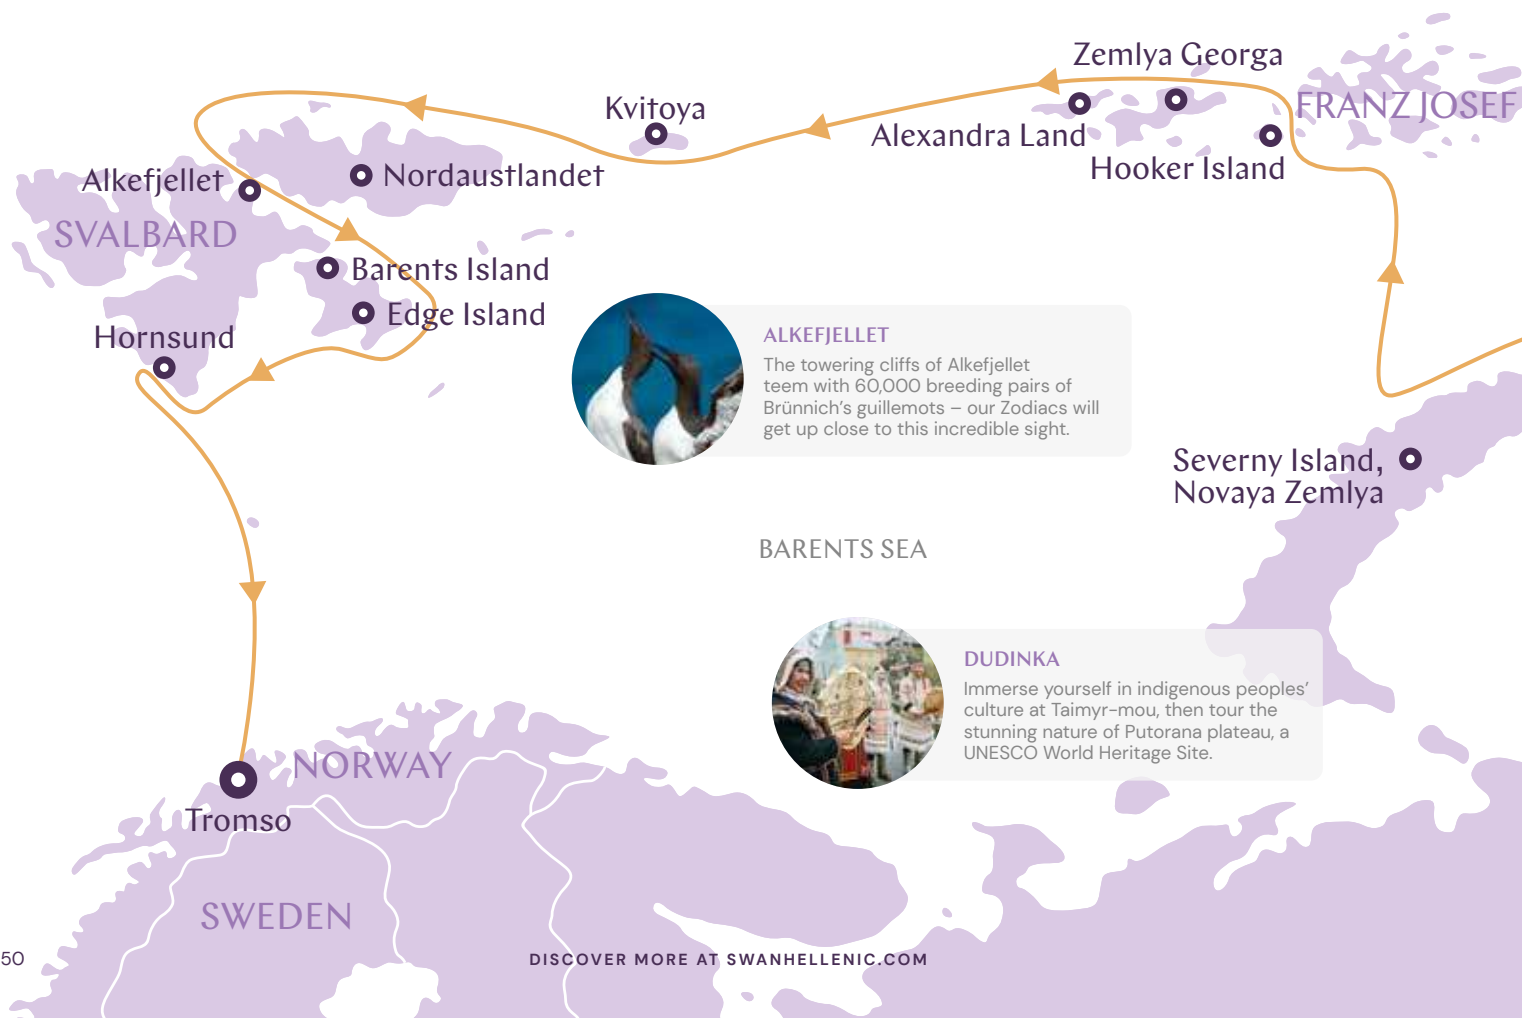 Zemlya Georga
FRANZ JOSEF
Kvitoya
Alexandra Land
Hooker Island
Alkefjellet
Nordaustlandet
SVALBARD
Barents Island
Edge Island
Hornsund
ALKEFJELLET
The towering cliffs of Alkefjellet
teem with 60,000 breeding pairs of
Brünnich’s guillemots – our Zodiacs will
get up close to this incredible sight.
Severny Island,
Novaya Zemlya
BARENTS SEA
DUDINKA
Immerse yourself in indigenous peoples’
culture at Taimyr-mou, then tour the
stunning nature of Putorana plateau, a
UNESCO World Heritage Site.
NORWAY
Tromso
SWEDEN
50
DISCOVER MORE AT SWANHELLENIC.COM